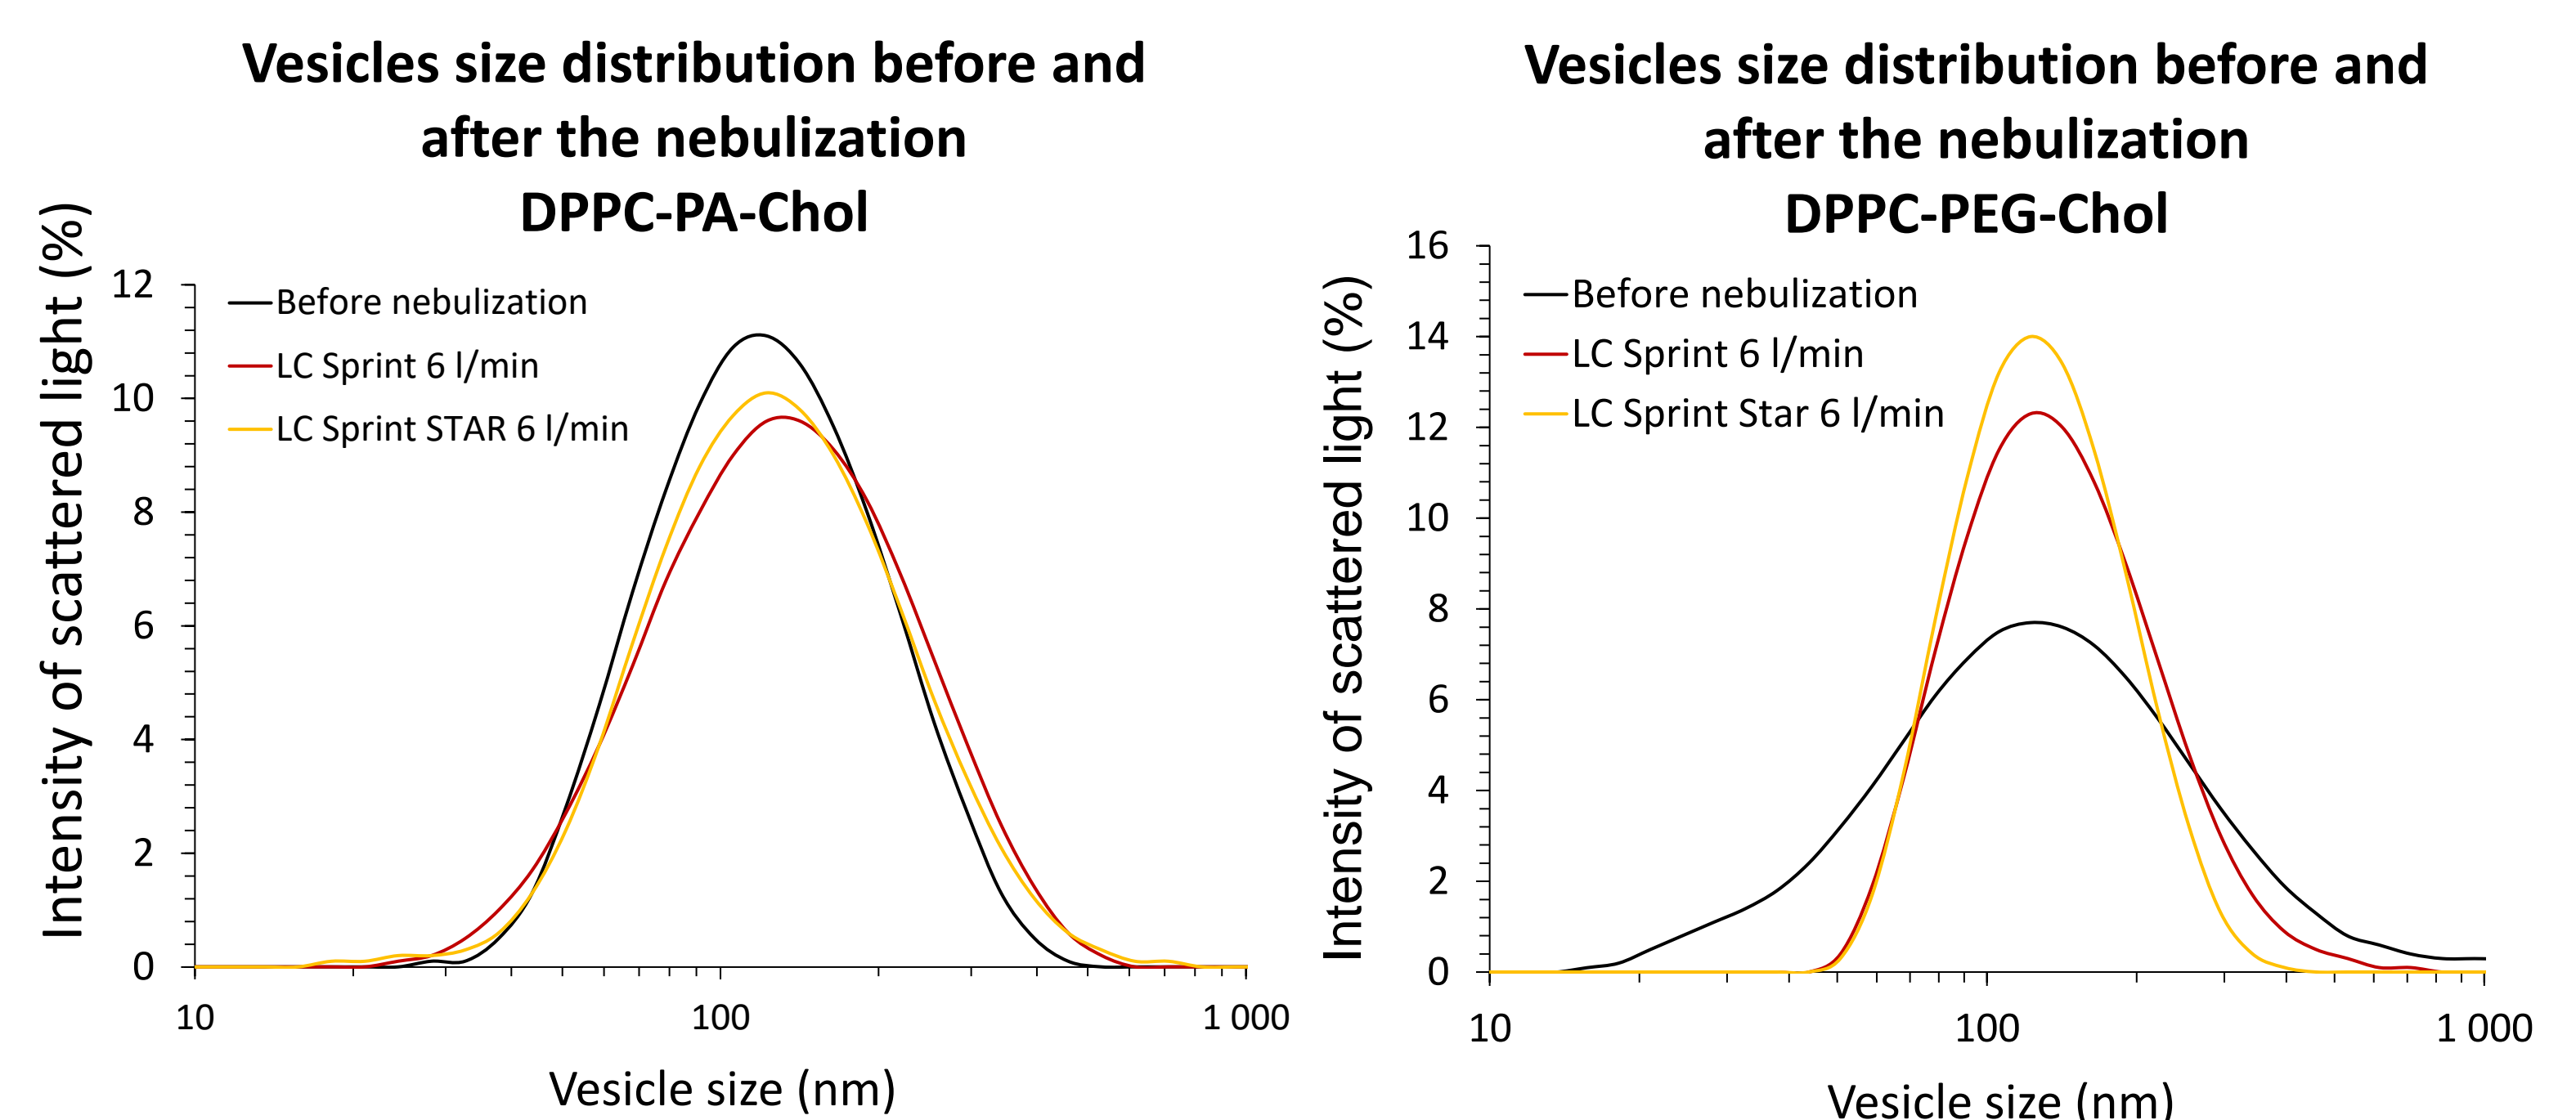 Vesicles size distribution before and
after the nebulization
DPPC-PA-Chol
Intensity of scattered light (%)
12
10
8
6
4
2
0
Before nebulization
LC Sprint 6 l/min
LC Sprint STAR 6 l/min
10
100
1 000
Vesicle size (nm)
Vesicles size distribution before and
after the nebulization
DPPC-PEG-Chol
Intensity of scattered light (%)
16
14
12
10
8
6
4
2
0
Before nebulization
LC Sprint 6 l/min
LC Sprint Star 6 l/min
10
100
1 000
Vesicle size (nm)